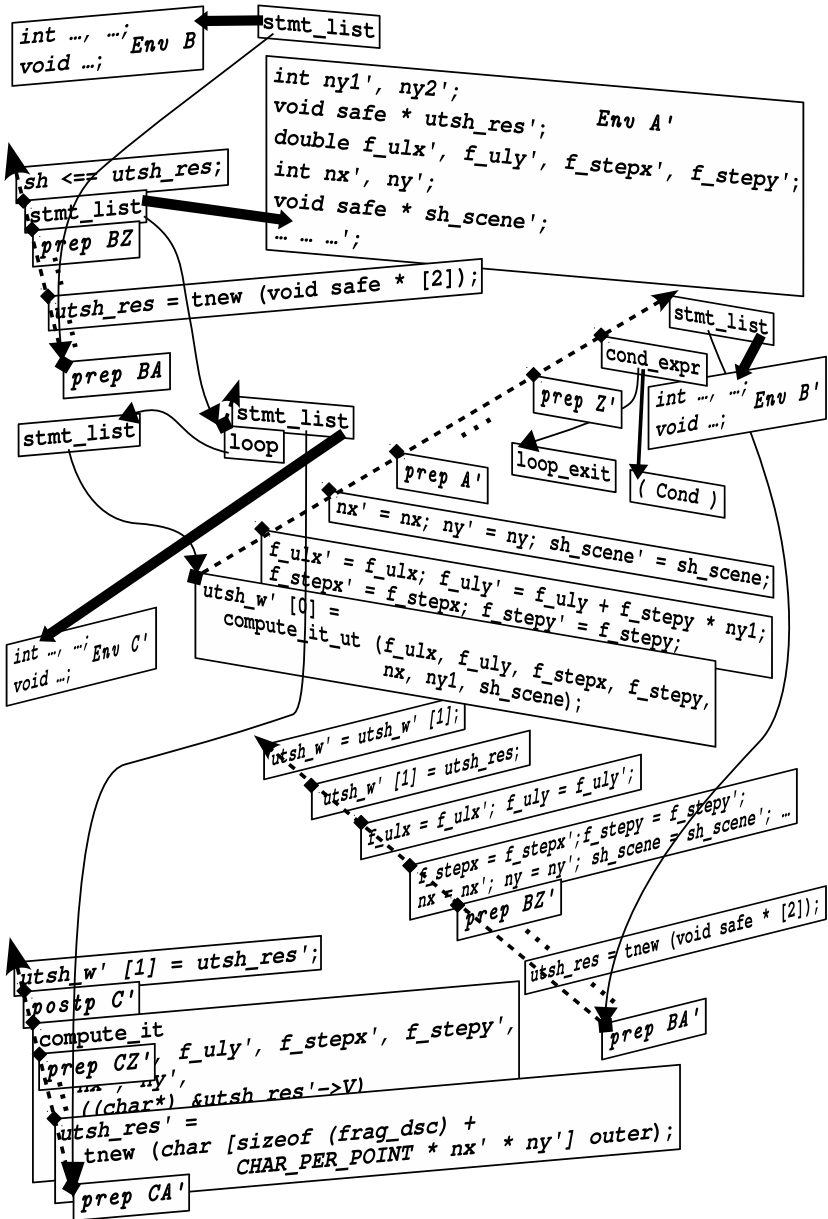 int …, …; Env B
void …;
stmt_list
int ny1', ny2';
void safe * utsh_res'; Env A'
double f_ulx', f_uly', f_stepx', f_stepy';
int nx', ny';
void safe * sh_scene';
… … …';
sh <== utsh_res;
stmt_list
prep BZ
utsh_res = tnew (void safe * [2]);
prep BA
stmt_list
cond_expr
prep Z'
int …, …; Env B'
void …;
stmt_list
loop
stmt_list
prep A'
loop_exit
( Cond )
nx' = nx; ny' = ny; sh_scene' = sh_scene;
f_ulx' = f_ulx; f_uly' = f_uly + f_stepy * ny1;
f_stepx' = f_stepx; f_stepy' = f_stepy;
utsh_w' [0] =
compute_it_ut (f_ulx, f_uly, f_stepx, f_stepy,
nx, ny1, sh_scene);
int …, …; Env C'
void …;
utsh_w' = utsh_w' [1];
utsh_w' [1] = utsh_res;
f_ulx = f_ulx'; f_uly = f_uly';
f_stepx = f_stepx';f_stepy = f_stepy';
nx = nx'; ny = ny'; sh_scene = sh_scene'; …
prep BZ'
utsh_res = tnew (void safe * [2]);
prep BA'
utsh_w' [1] = utsh_res';
postp C'
compute_it
f_uly', f_stepx', f_stepy',
prep CZ'
nx', ny',
((char*) &utsh_res'->V)
utsh_res' =
tnew (char [sizeof (frag_dsc) +
CHAR_PER_POINT * nx' * ny'] outer);
prep CA'